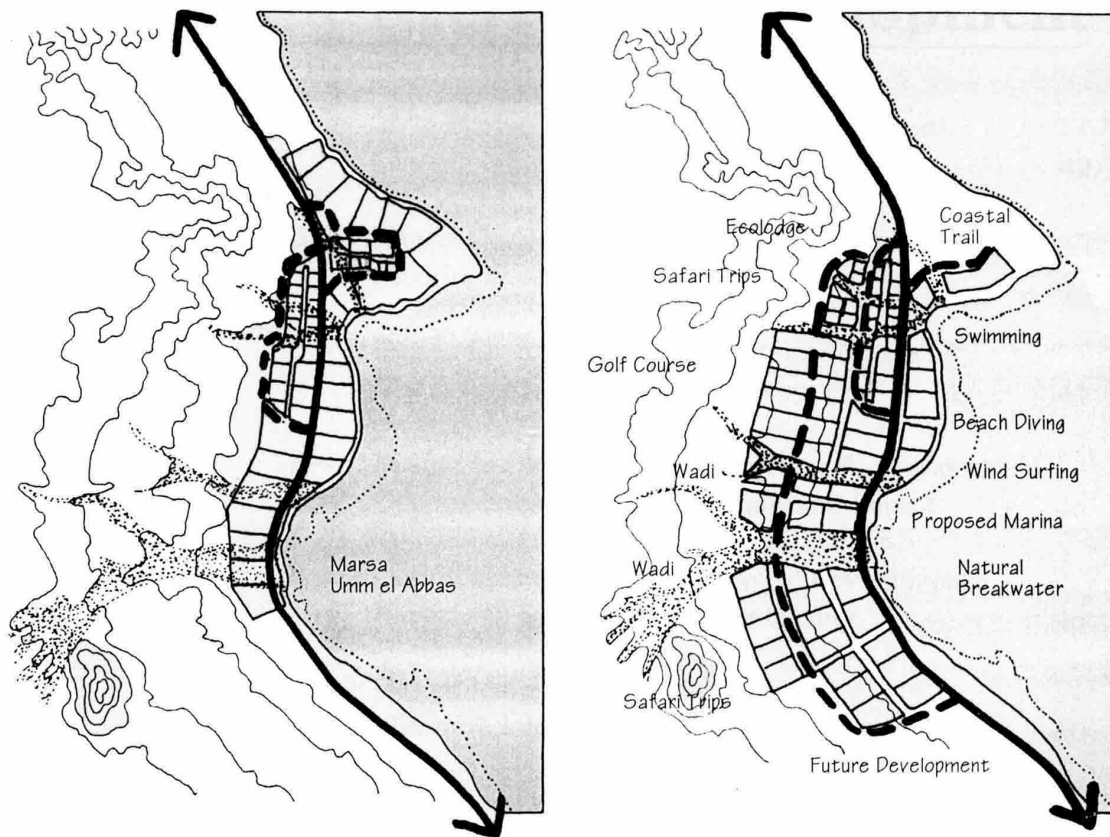 Marsa
Umm el Abbas
Ecolodge
Coastal
Trail
Safari Trips
Swimming
Golf Course
Beach Diving
Wadi
Wind Surfing
Proposed Marina
Wadi
Natural
Breakwater
Safari Trips
Future Development